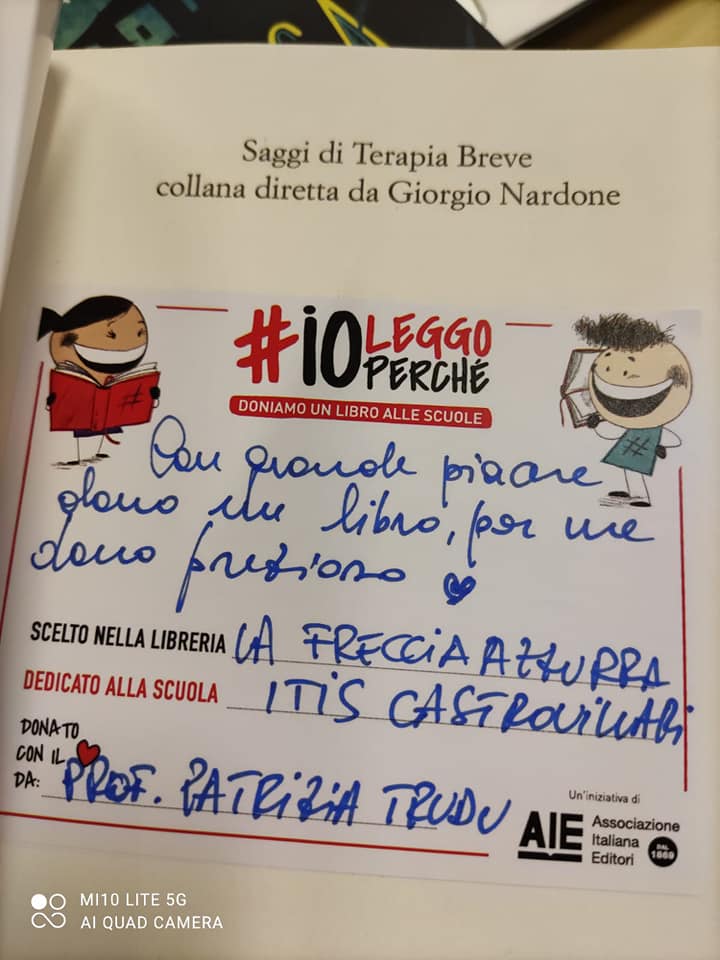 Saggi di Terapia Breve
collana diretta da Giorgio Nardone
#iO LEGGO PERCHÉ
DONIAMO UN LIBRO ALLE SCUOLE
Con grande piacere
dono un libro, per me
dono prezioso
SCELTO NELLA LIBRERIA LA FRECCIA AZZURRA
DEDICATO ALLA SCUOLA ITIS CASTROVILLARI
DONATO
CON IL
DA: PROF. PATRIZIA TRUDU
Un'iniziativa di
AIE Associazione
Italiana
Editori
DAL
1869
MI10 LITE 5G
AI QUAD CAMERA